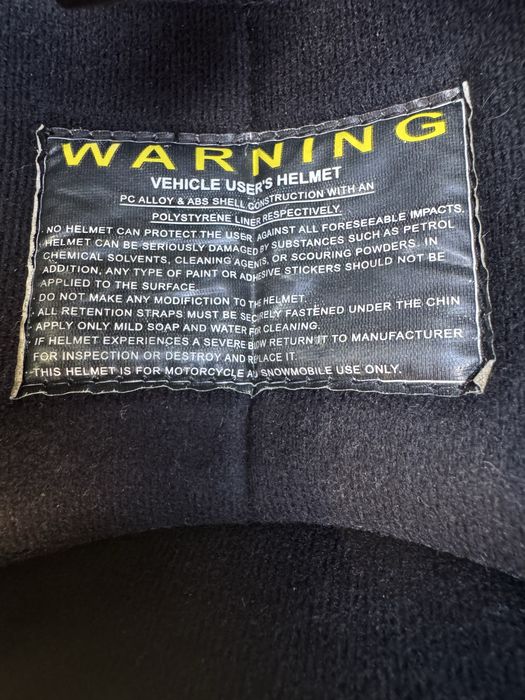 WARNING
VEHICLE USER'S HELMET
PC ALLOY & ABS SHELL CONSTRUCTION WITH AN
POLYSTYRENE LINER RESPECTIVELY.
. NO HELMET CAN PROTECT THE USER AGAINST ALL FORESEEABLE IMPACTS.
. HELMET CAN BE SERIOUSLY DAMAGED BY SUBSTANCES SUCH AS PETROL
CHEMICAL SOLVENTS, CLEANING AGENTS, OR SCOURING POWDERS. IN
ADDITION, ANY TYPE OF PAINT OR ADHESIVE STICKERS SHOULD NOT BE
APPLIED TO THE SURFACE.
- DO NOT MAKE ANY MODIFICTION TO THE HELMET.
- ALL RETENTION STRAPS MUST BE SECURELY FASTENED UNDER THE CHIN
- APPLY ONLY MILD SOAP AND WATER FOR CLEANING.
- IF HELMET EXPERIENCES A SEVERE BLOW RETURN IT TO MANUFACTURER
FOR INSPECTION OR DESTROY AND REPLACE IT.
- THIS HELMET IS FOR MOTORCYCLE AD SNOWMOBILE USE ONLY.